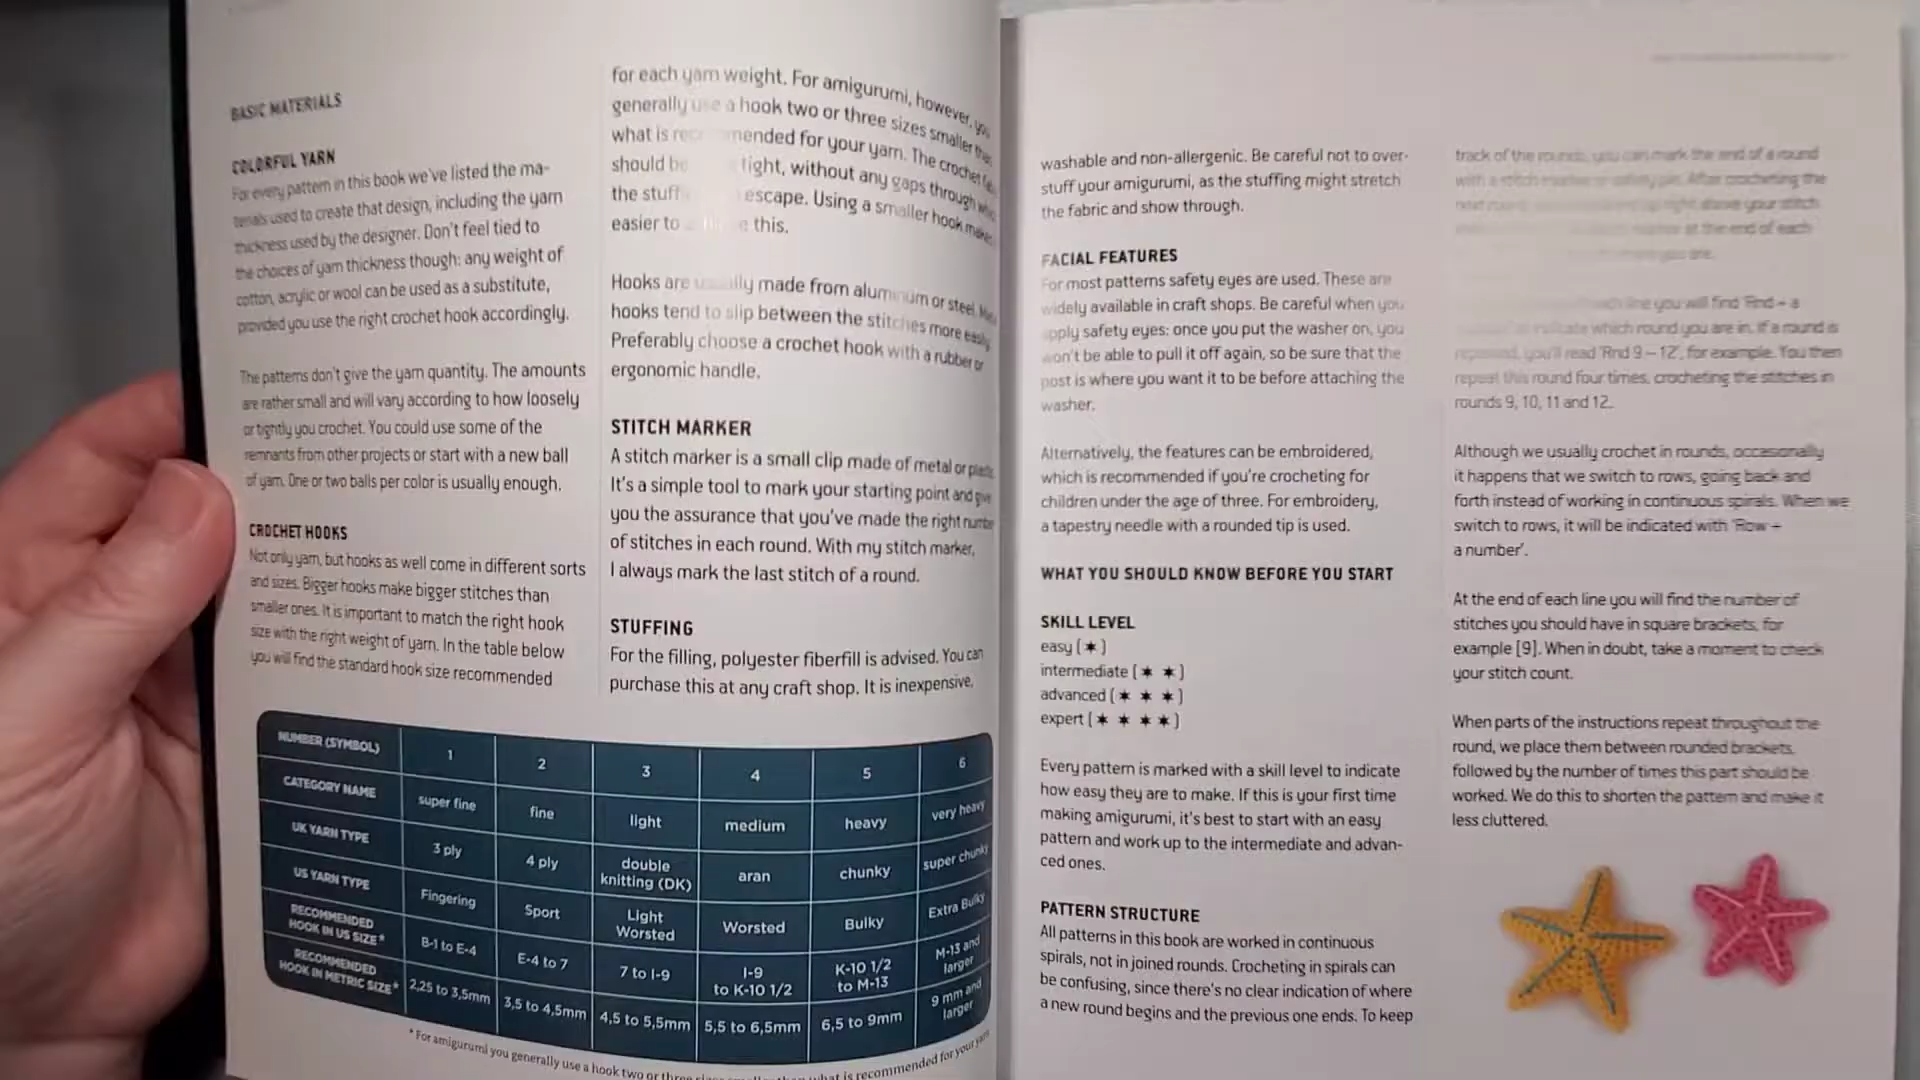 BASIC MATERIALS
COLORFUL YARN
For every pattern in this book we've listed the ma-
terials used to create that design, including the yarn
thickness used by the designer. Don't feel tied to
the choices of yarn thickness though: any weight of
cotton, acrylic or wool can be used as a substitute,
provided you use the right crochet hook accordingly.
The patterns don't give the yarn quantity. The amounts
are rather small and will vary according to how loosely
or tightly you crochet. You could use some of the
remnants from other projects or start with a new ball
of yarn. One or two balls per color is usually enough.
CROCHET HOOKS
Not only yarn, but hooks as well come in different sorts
and sizes. Bigger hooks make bigger stitches than
smaller ones. It is important to match the right hook
size with the right weight of yarn. In the table below
you will find the standard hook size recommended
for each yarn weight. For amigurumi, however, you
generally use a hook two or three sizes smaller than
what is recommended for your yarn. The crochet
should be tight, without any gaps through
the stuff escape. Using a smaller hook makes
easier to this.
Hooks are usually made from aluminum or steel.
hooks tend to slip between the stitches more easily
Preferably choose a crochet hook with a rubber or
ergonomic handle.
STITCH MARKER
A stitch marker is a small clip made of metal or plastic.
It's a simple tool to mark your starting point and give
you the assurance that you've made the right number
of stitches in each round. With my stitch marker,
I always mark the last stitch of a round.
STUFFING
For the filling, polyester fiberfill is advised. You can
purchase this at any craft shop. It is inexpensive,
NUMBER (SYMBOL) 1 2 3 4 5 6
CATEGORY NAME super fine fine light medium heavy very heavy
UK YARN TYPE 3 ply 4 ply double knitting (DK) aran chunky super chunky
US YARN TYPE Fingering Sport Light Worsted Worsted Bulky Extra Bulky
RECOMMENDED HOOK IN US SIZE* B-1 to E-4 E-4 to 7 7 to I-9 I-9 to K-10 1/2 K-10 1/2 to M-13 M-13 and larger
RECOMMENDED HOOK IN METRIC SIZE* 2,25 to 3,5mm 3,5 to 4,5mm 4,5 to 5,5mm 5,5 to 6,5mm 6,5 to 9mm 9 mm and larger
* For amigurumi you generally use a hook two or three sizes smaller than what is recommended for your yarn
washable and non-allergenic. Be careful not to over-
stuff your amigurumi, as the stuffing might stretch
the fabric and show through.
FACIAL FEATURES
For most patterns safety eyes are used. These are
widely available in craft shops. Be careful when you
apply safety eyes: once you put the washer on, you
won't be able to pull it off again, so be sure that the
post is where you want it to be before attaching the
washer.
Alternatively, the features can be embroidered,
which is recommended if you're crocheting for
children under the age of three. For embroidery,
a tapestry needle with a rounded tip is used.
WHAT YOU SHOULD KNOW BEFORE YOU START
SKILL LEVEL
easy (✶)
intermediate (✶ ✶)
advanced (✶ ✶ ✶)
expert (✶ ✶ ✶ ✶)
Every pattern is marked with a skill level to indicate
how easy they are to make. If this is your first time
making amigurumi, it's best to start with an easy
pattern and work up to the intermediate and advan-
ced ones.
PATTERN STRUCTURE
All patterns in this book are worked in continuous
spirals, not in joined rounds. Crocheting in spirals can
be confusing, since there's no clear indication of where
a new round begins and the previous one ends. To keep
track of the rounds, you can mark the end of a round
with a stitch marker or safety pin. After crocheting the
next round above your stitch
at the end of each
you are.
line you will find 'Rnd + a
indicate which round you are in. If a round is
repeated, you'll read 'Rnd 9 – 12', for example. You then
repeat this round four times, crocheting the stitches in
rounds 9, 10, 11 and 12.
Although we usually crochet in rounds, occasionally
it happens that we switch to rows, going back and
forth instead of working in continuous spirals. When we
switch to rows, it will be indicated with 'Row +
a number'.
At the end of each line you will find the number of
stitches you should have in square brackets, for
example [9]. When in doubt, take a moment to check
your stitch count.
When parts of the instructions repeat throughout the
round, we place them between rounded brackets,
followed by the number of times this part should be
worked. We do this to shorten the pattern and make it
less cluttered.